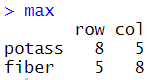 > max
row col
potass 8 5
fiber 5 8